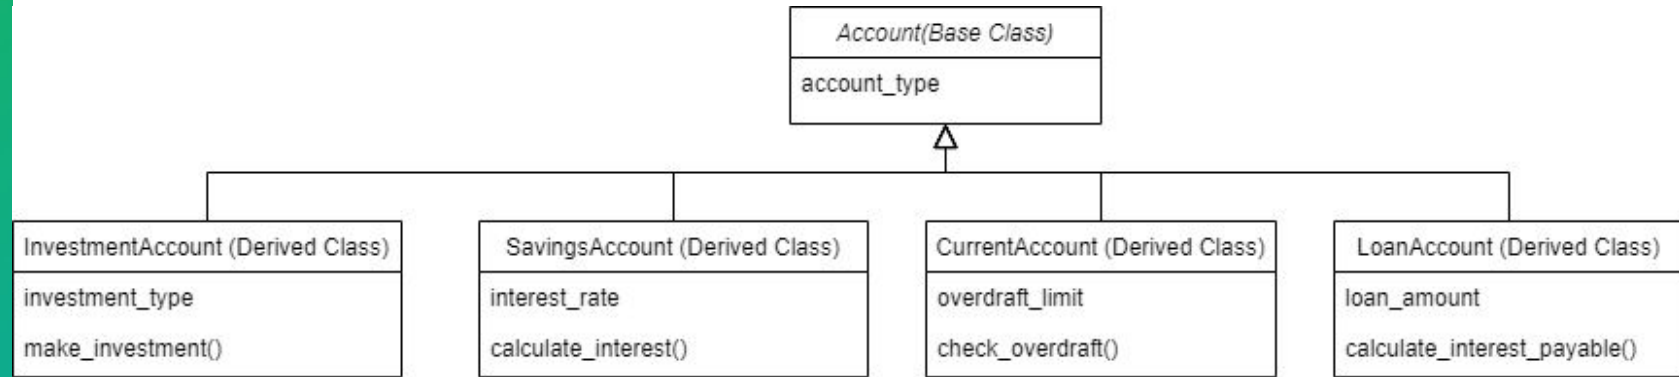 Account(Base Class)
account_type
InvestmentAccount (Derived Class)
investment_type
make_investment()
SavingsAccount (Derived Class)
interest_rate
calculate_interest()
CurrentAccount (Derived Class)
overdraft_limit
check_overdraft()
LoanAccount (Derived Class)
loan_amount
calculate_interest_payable()